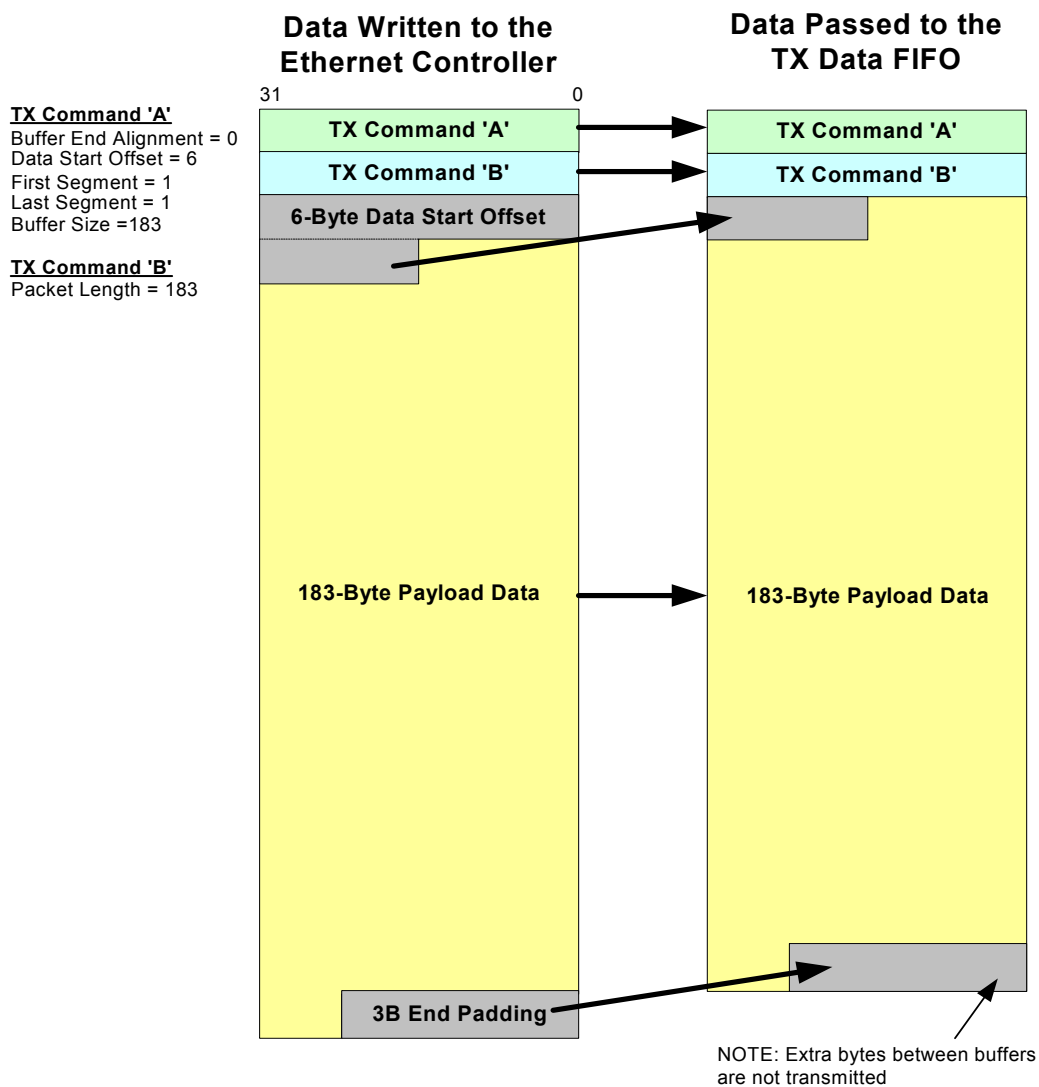 Data Written to the
Ethernet Controller
Data Passed to the
TX Data FIFO
31
0
TX Command 'A'
Buffer End Alignment = 0
Data Start Offset = 6
First Segment = 1
Last Segment = 1
Buffer Size =183
TX Command 'B'
Packet Length = 183
TX Command 'A'
TX Command 'B'
6-Byte Data Start Offset
183-Byte Payload Data
3B End Padding
TX Command 'A'
TX Command 'B'
183-Byte Payload Data
NOTE: Extra bytes between buffers
are not transmitted